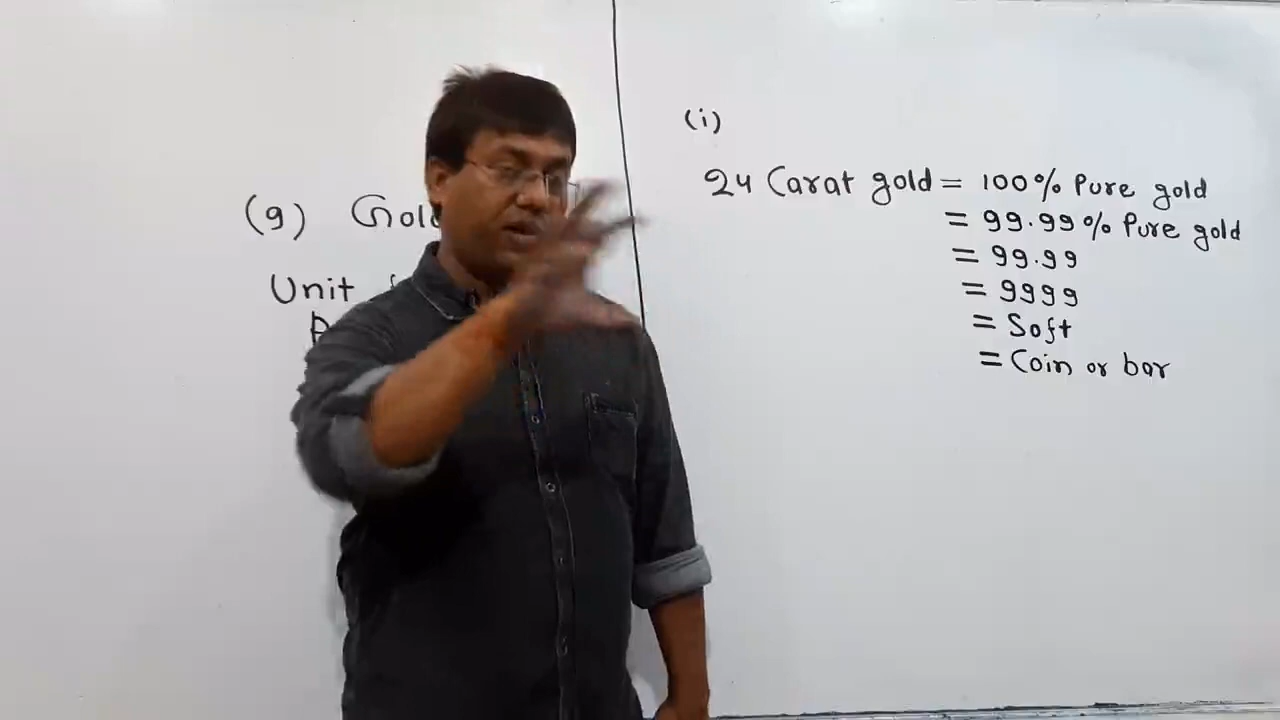 (9) Gol
Unit
(i)
24 Carat gold = 100% Pure gold
= 99.99% Pure gold
= 99.99
= 9999
= Soft
= Coin or bar